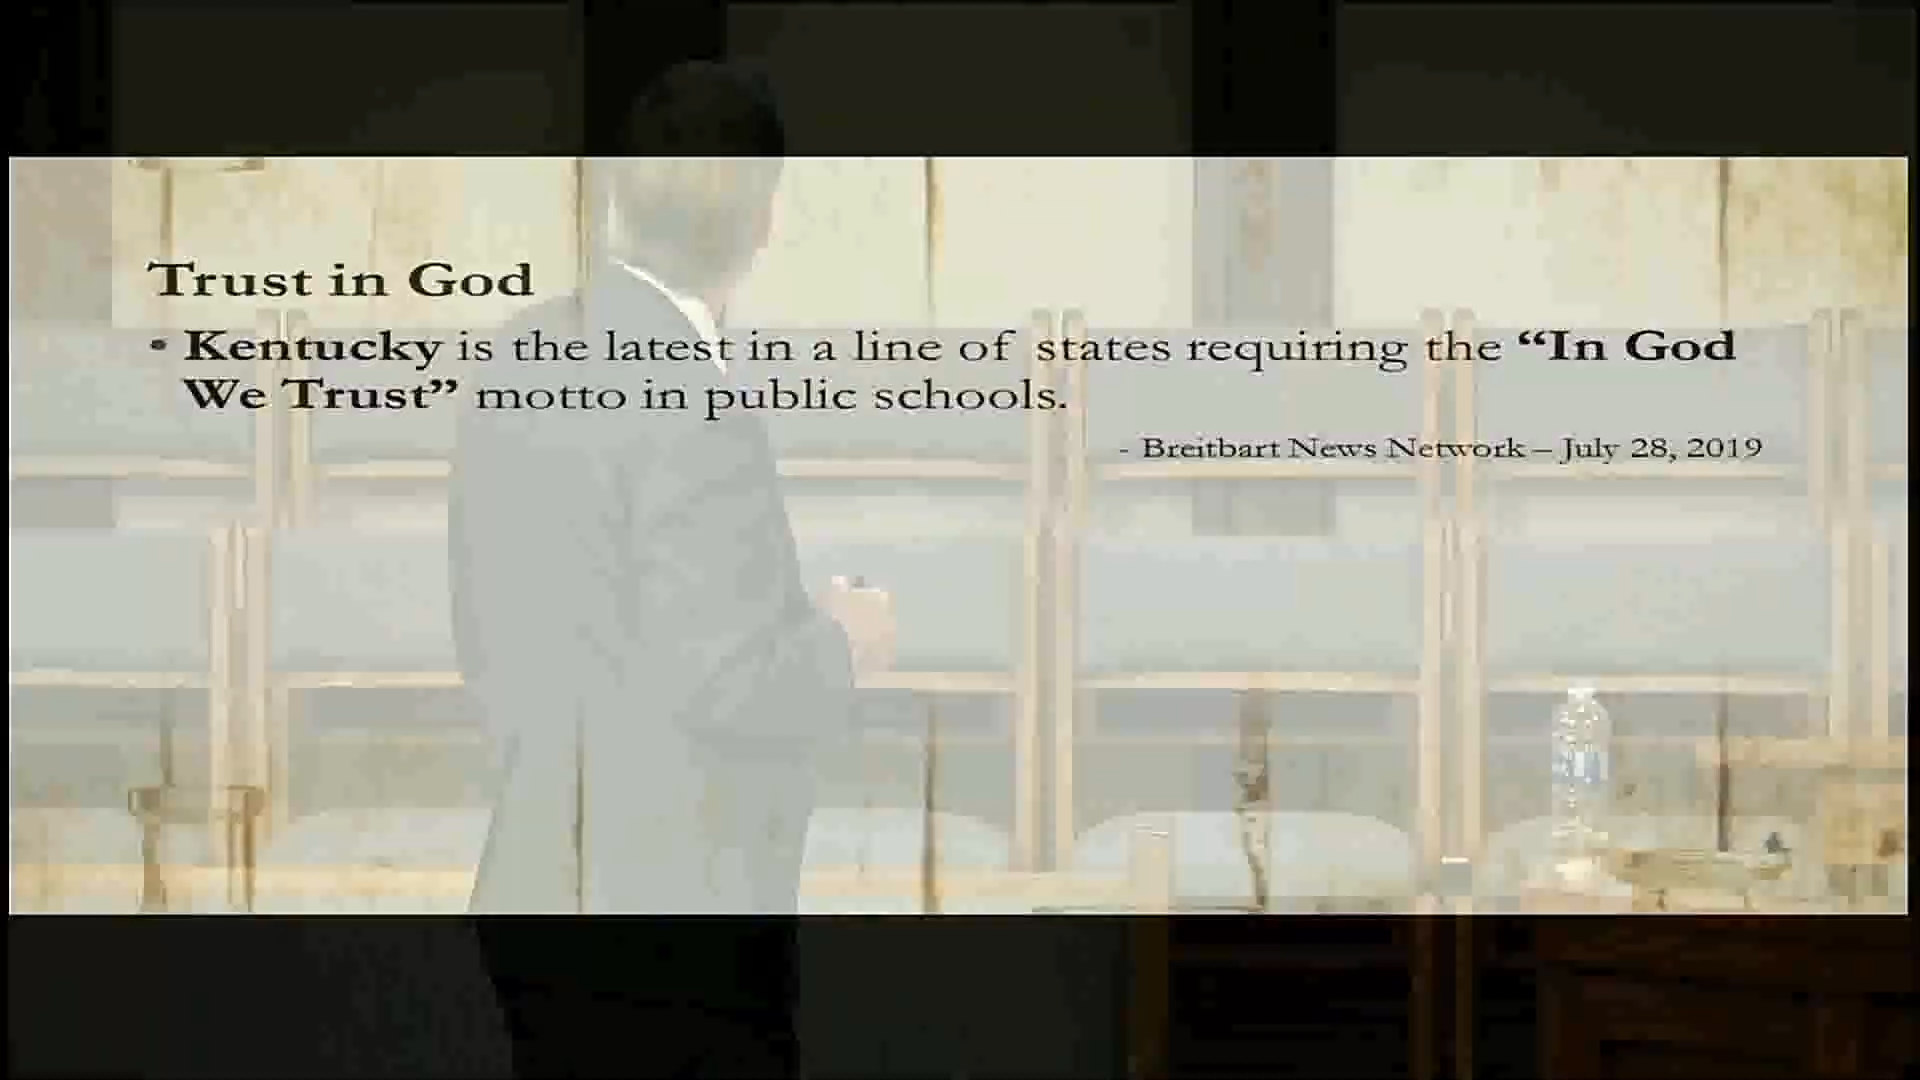 Trust in God
• Kentucky is the latest in a line of states requiring the “In God
We Trust” motto in public schools.
- Breitbart News Network – July 28, 2019